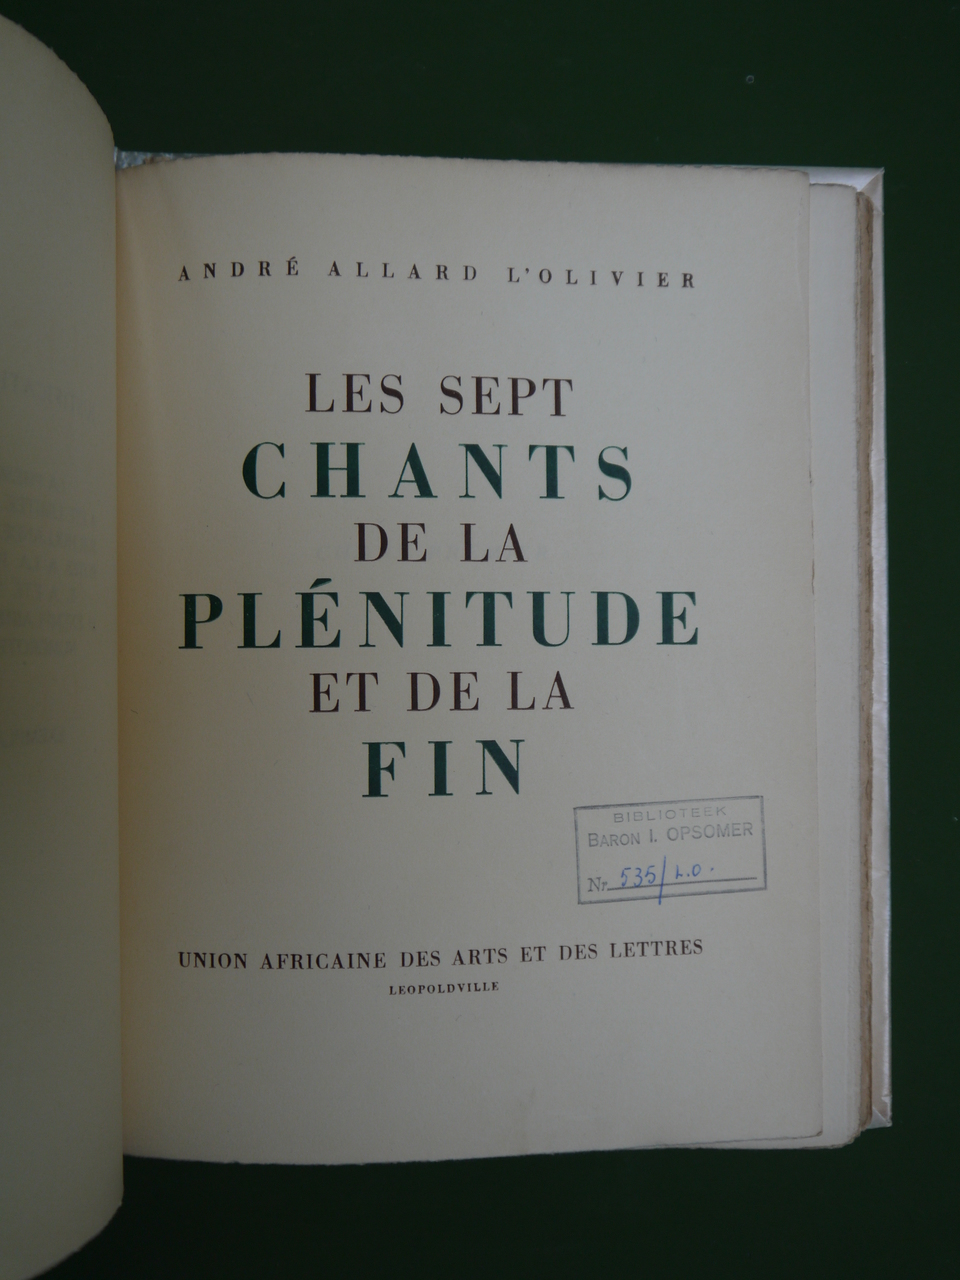 ANDRÉ ALLARD L'OLIVIER
LES SEPT
CHANTS
DE LA
PLÉNITUDE
ET DE LA
FIN
BIBLIOTEEK
BARON I. OPSOMER
Nr. 535/L.O.
UNION AFRICAINE DES ARTS ET DES LETTRES
LEOPOLDVILLE